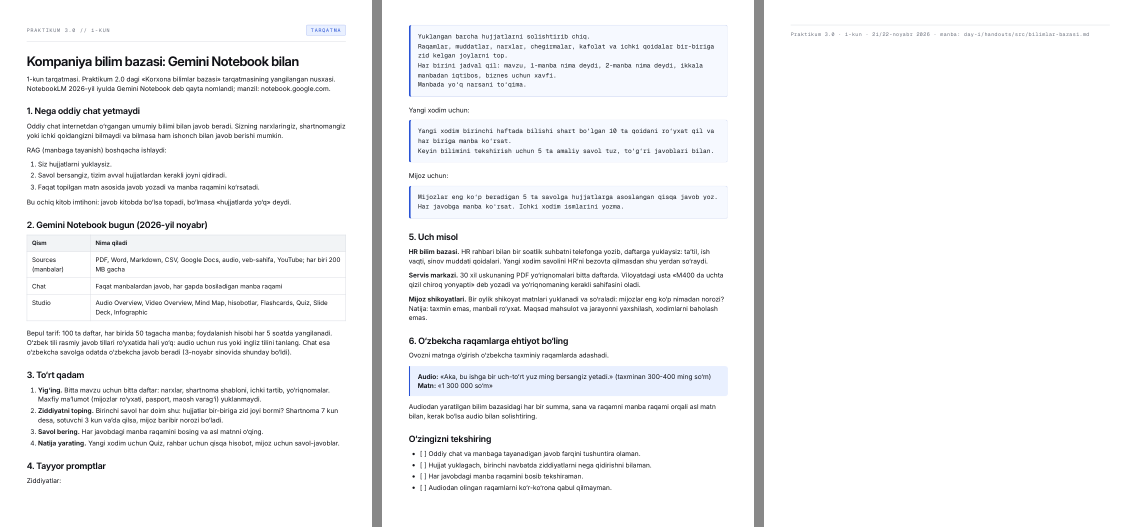 PRAKTIKUM 3.0 // 1-KUN
TARQATMA
Kompaniya bilim bazasi: Gemini Notebook bilan
1-kun tarqatmasi. Praktikum 2.0 dagi «Korxona bilimlar bazasi» tarqatmasining yangilangan nusxasi.
NotebookLM 2026-yil iyulda Gemini Notebook deb qayta nomlandi; manzil: notebook.google.com.
1. Nega oddiy chat yetmaydi
Oddiy chat internetdan o'rgangan umumiy bilimi bilan javob beradi. Sizning narxlaringiz, shartnomangiz
yoki ichki qoidangizni bilmaydi va bilmasa ham ishonch bilan javob berishi mumkin.
RAG (manbaga tayanish) boshqacha ishlaydi:
1. Siz hujjatlarni yuklaysiz.
2. Savol bersangiz, tizim avval hujjatlardan kerakli joyni qidiradi.
3. Faqat topilgan matn asosida javob yozadi va manba raqamini ko'rsatadi.
Bu ochiq kitob imtihoni: javob kitobda bo'lsa topadi, bo'lmasa «hujjatlarda yo'q» deydi.
2. Gemini Notebook bugun (2026-yil noyabr)
Qism
Nima qiladi
Sources
(manbalar)
PDF, Word, Markdown, CSV, Google Docs, audio, veb-sahifa, YouTube; har biri 200
MB gacha
Chat
Faqat manbalardan javob, har gapda bosiladigan manba raqami
Studio
Audio Overview, Video Overview, Mind Map, hisobotlar, Flashcards, Quiz, Slide
Deck, Infographic
Bepul tarif: 100 ta daftar, har birida 50 tagacha manba; foydalanish hisobi har 5 soatda yangilanadi.
O'zbek tili rasmiy javob tillari ro'yxatida hali yo'q: audio uchun rus yoki ingliz tilini tanlang. Chat esa
o'zbekcha savolga odatda o'zbekcha javob beradi (3-noyabr sinovida shunday bo'ldi).
3. To'rt qadam
1. Yig'ing. Bitta mavzu uchun bitta daftar: narxlar, shartnoma shabloni, ichki tartib, yo'riqnomalar.
Maxfiy ma'lumot (mijozlar ro'yxati, pasport, maosh varag'i) yuklanmaydi.
2. Ziddiyatni toping. Birinchi savol har doim shu: hujjatlar bir-biriga zid joyi bormi? Shartnoma 7 kun
desa, sotuvchi 3 kun va'da qilsa, mijoz baribir norozi bo'ladi.
3. Savol bering. Har javobdagi manba raqamini bosing va asl matnni o'qing.
4. Natija yarating. Yangi xodim uchun Quiz, rahbar uchun qisqa hisobot, mijoz uchun savol-javoblar.
4. Tayyor promptlar
Ziddiyatlar:
Yuklangan barcha hujjatlarni solishtirib chiq.
Raqamlar, muddatlar, narxlar, chegirmalar, kafolat va ichki qoidalar bir-biriga
zid kelgan joylarni top.
Har birini jadval qil: mavzu, 1-manba nima deydi, 2-manba nima deydi, ikkala
manbadan iqtibos, biznes uchun xavfi.
Manbada yo'q narsani to'qima.
Yangi xodim uchun:
Yangi xodim birinchi haftada bilishi shart bo'lgan 10 ta qoidani ro'yxat qil va
har biriga manba ko'rsat.
Keyin bilimini tekshirish uchun 5 ta amaliy savol tuz, to'g'ri javoblari bilan.
Mijoz uchun:
Mijozlar eng ko'p beradigan 5 ta savolga hujjatlarga asoslangan qisqa javob yoz.
Har javobga manba ko'rsat. Ichki xodim ismlarini yozma.
5. Uch misol
HR bilim bazasi. HR rahbari bilan bir soatlik suhbatni telefonga yozib, daftarga yuklaysiz: ta'til, ish
vaqti, sinov muddati qoidalari. Yangi xodim savolini HR'ni bezovta qilmasdan shu yerdan so'raydi.
Servis markazi. 30 xil uskunaning PDF yo'riqnomalari bitta daftarda. Viloyatdagi usta «M400 da uchta
qizil chiroq yonyapti» deb yozadi va yo'riqnomaning kerakli sahifasini oladi.
Mijoz shikoyatlari. Bir oylik shikoyat matnlari yuklanadi va so'raladi: mijozlar eng ko'p nimadan norozi?
Natija: taxmin emas, manbali ro'yxat. Maqsad mahsulot va jarayonni yaxshilash, xodimlarni baholash
emas.
6. O'zbekcha raqamlarga ehtiyot bo'ling
Ovozni matnga o'girish o'zbekcha taxminiy raqamlarda adashadi.
Audio: «Aka, bu ishga bir uch-to'rt yuz ming bersangiz yetadi.» (taxminan 300-400 ming so'm)
Matn: «1 300 000 so'm»
Audiodan yaratilgan bilim bazasidagi har bir summa, sana va raqamni manba raqami orqali asl matn
bilan, kerak bo'lsa audio bilan solishtiring.
O'zingizni tekshiring
• [ ] Oddiy chat va manbaga tayanadigan javob farqini tushuntira olaman.
• [ ] Hujjat yuklagach, birinchi navbatda ziddiyatlarni nega qidirishni bilaman.
• [ ] Har javobdagi manba raqamini bosib tekshiraman.
• [ ] Audiodan olingan raqamlarni ko'r-ko'rona qabul qilmayman.
Praktikum 3.0 · 1-kun · 21/22-noyabr 2026 · manba: day-2/handouts/src/bilimlar-bazasi.md